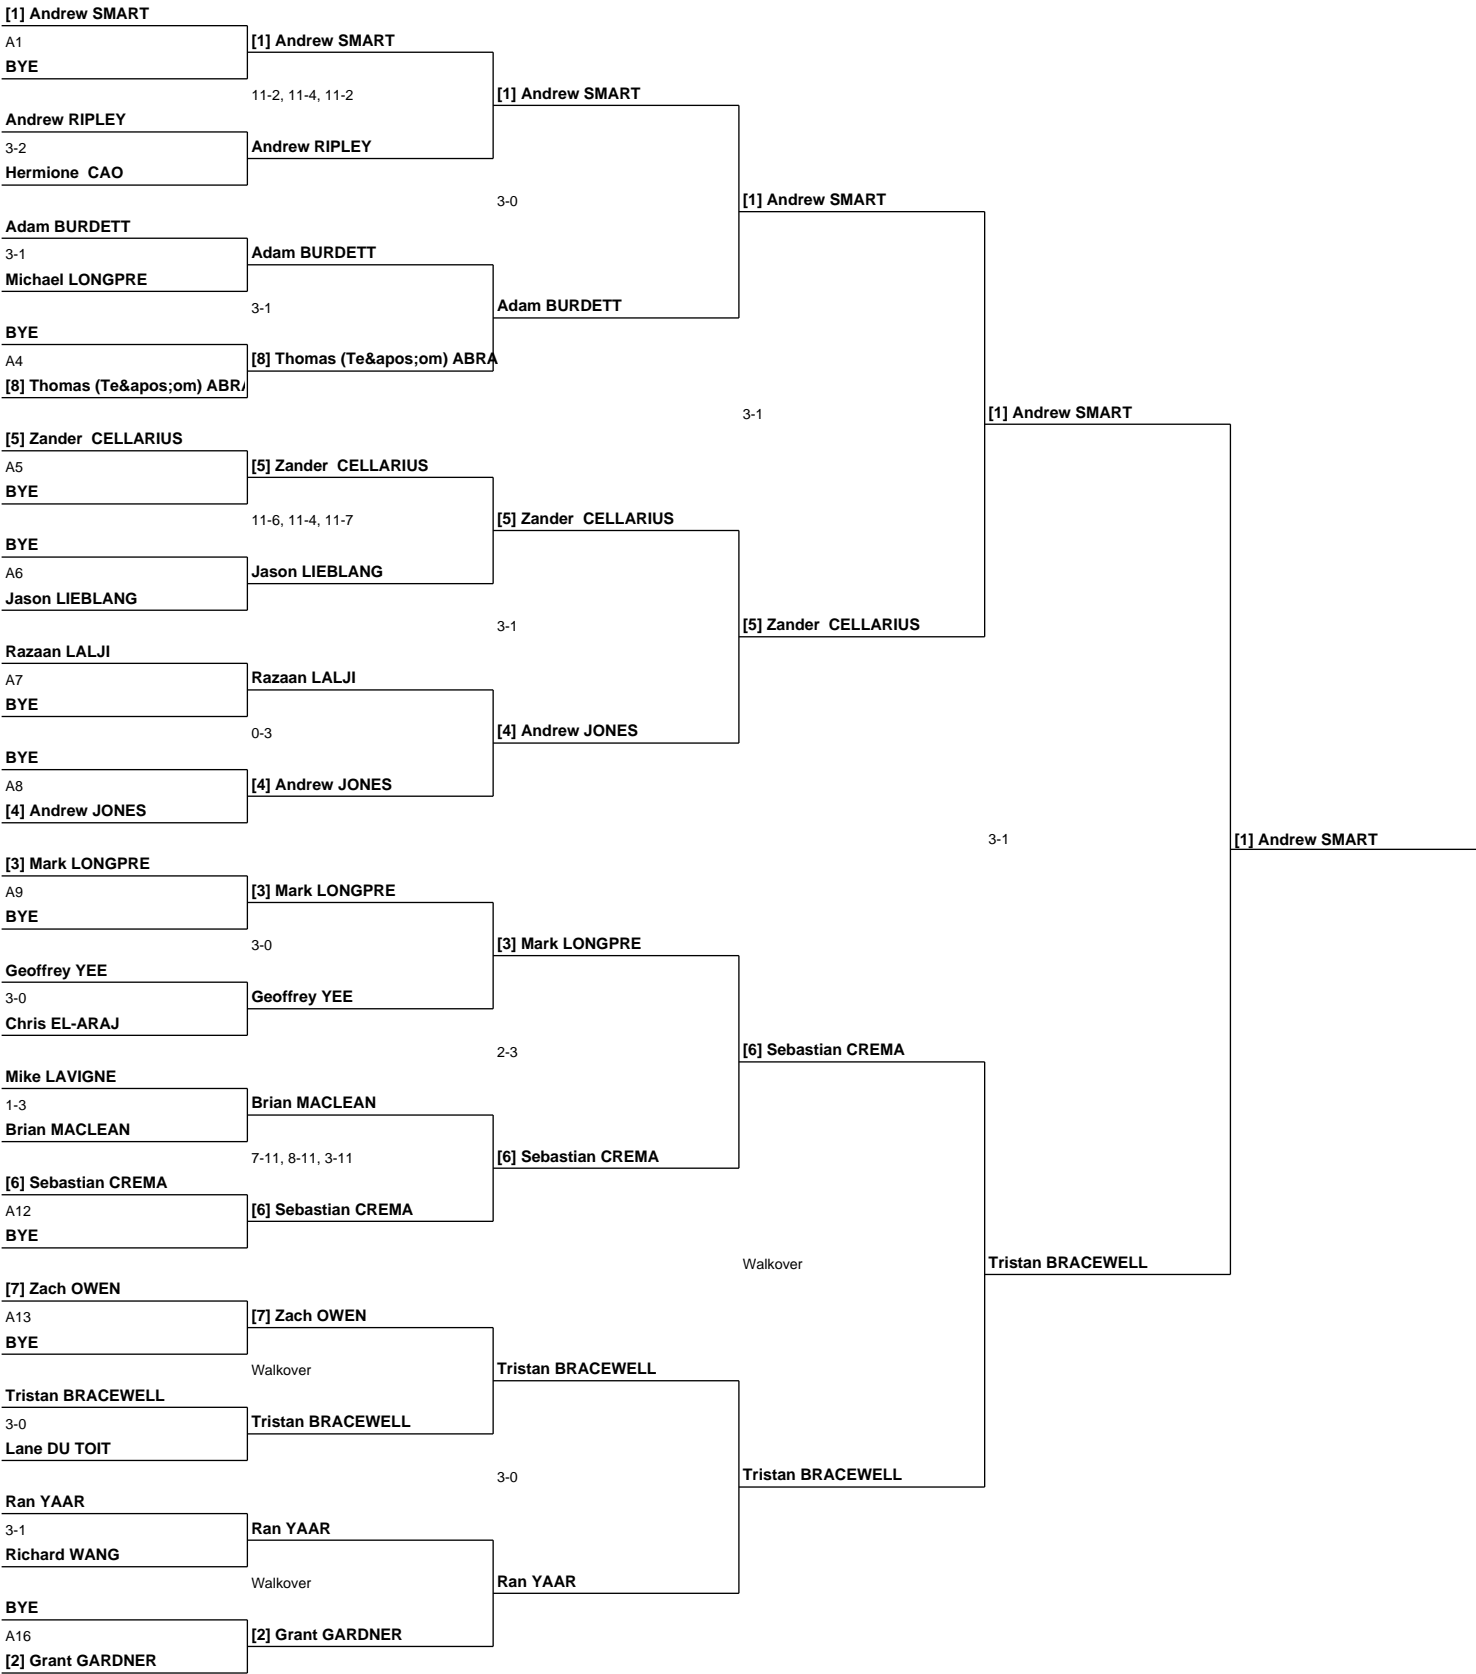 [1] Andrew SMART
A1
BYE
Andrew RIPLEY
3-2
Hermione  CAO
Adam BURDETT
3-1
Michael LONGPRE
BYE
A4
[8] Thomas (Te&apos;om) ABRA
[5] Zander  CELLARIUS
A5
BYE
BYE
A6
Jason LIEBLANG
Razaan LALJI
A7
BYE
BYE
A8
[4] Andrew JONES
[3] Mark LONGPRE
A9
BYE
Geoffrey YEE
3-0
Chris EL-ARAJ
Mike LAVIGNE
1-3
Brian MACLEAN
[6] Sebastian CREMA
A12
BYE
[7] Zach OWEN
A13
BYE
Tristan BRACEWELL
3-0
Lane DU TOIT
Ran YAAR
3-1
Richard WANG
BYE
A16
[2] Grant GARDNER
[1] Andrew SMART
11-2, 11-4, 11-2
Andrew RIPLEY
Adam BURDETT
3-1
[8] Thomas (Te&apos;om) ABRA
[5] Zander  CELLARIUS
11-6, 11-4, 11-7
Jason LIEBLANG
Razaan LALJI
0-3
[4] Andrew JONES
[3] Mark LONGPRE
3-0
Geoffrey YEE
Brian MACLEAN
7-11, 8-11, 3-11
[6] Sebastian CREMA
[7] Zach OWEN
Walkover
Tristan BRACEWELL
Ran YAAR
Walkover
[2] Grant GARDNER
[1] Andrew SMART
3-0
Adam BURDETT
[5] Zander  CELLARIUS
3-1
[4] Andrew JONES
[3] Mark LONGPRE
2-3
[6] Sebastian CREMA
Tristan BRACEWELL
3-0
Ran YAAR
[1] Andrew SMART
3-1
[5] Zander  CELLARIUS
[6] Sebastian CREMA
Walkover
Tristan BRACEWELL
[1] Andrew SMART
3-1
Tristan BRACEWELL
[1] Andrew SMART